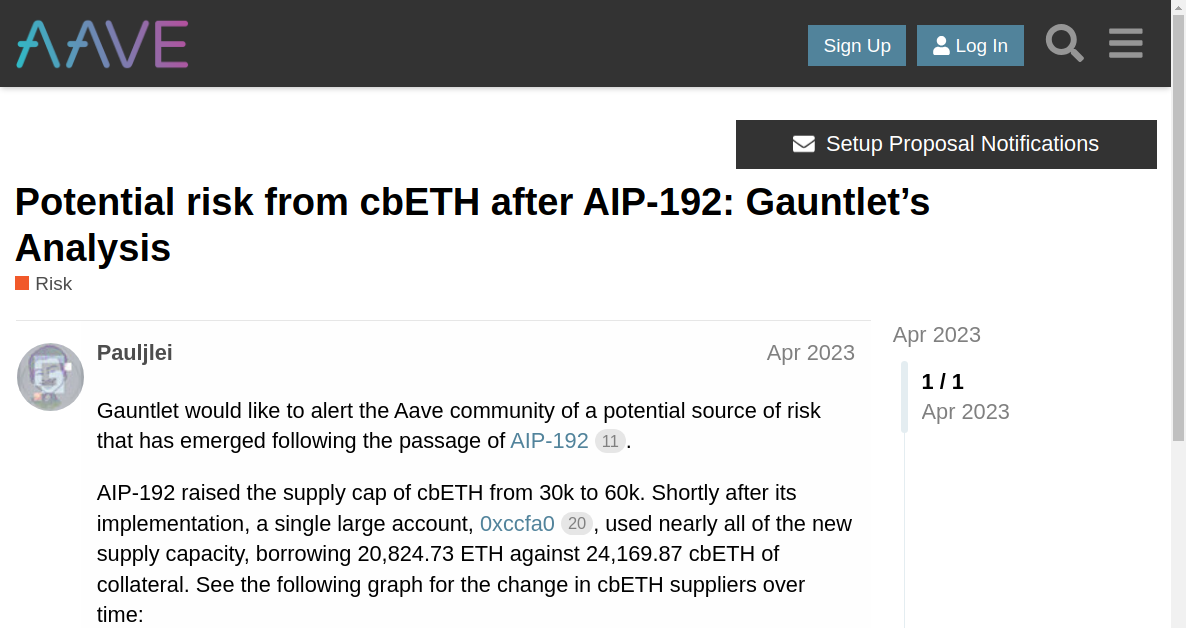 AAVE
Sign Up
Log In
Setup Proposal Notifications
Potential risk from cbETH after AIP-192: Gauntlet’s
Analysis
Risk
Pauljlei
Apr 2023
Apr 2023
1 / 1
Apr 2023
Gauntlet would like to alert the Aave community of a potential source of risk
that has emerged following the passage of AIP-192 11.
AIP-192 raised the supply cap of cbETH from 30k to 60k. Shortly after its
implementation, a single large account, 0xccfa0 20, used nearly all of the new
supply capacity, borrowing 20,824.73 ETH against 24,169.87 cbETH of
collateral. See the following graph for the change in cbETH suppliers over
time: